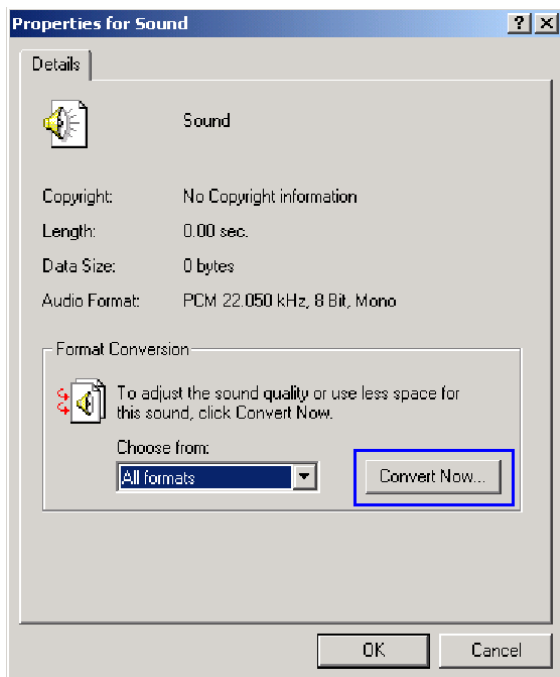 Properties for Sound
Details
Sound
Copyright: No Copyright information
Length: 0.00 sec.
Data Size: 0 bytes
Audio Format: PCM 22.050 kHz, 8 Bit, Mono
Format Conversion
To adjust the sound quality or use less space for
this sound, click Convert Now.
Choose from:
All formats
Convert Now...
OK Cancel